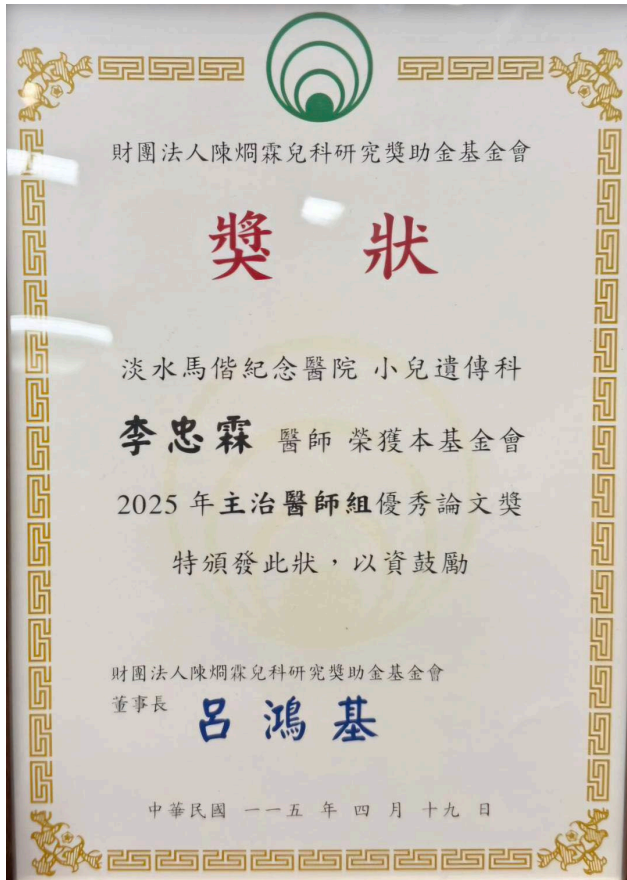 財團法人陳烱霖兒科研究獎助金基金會
獎 狀
淡水馬偕紀念醫院 小兒遺傳科
李忠霖 醫師 榮獲本基金會
2025 年主治醫師組優秀論文獎
特頒發此狀，以資鼓勵
財團法人陳烱霖兒科研究獎助金基金會
董事長 呂鴻基
中華民國 一一五 年 四 月 十九 日